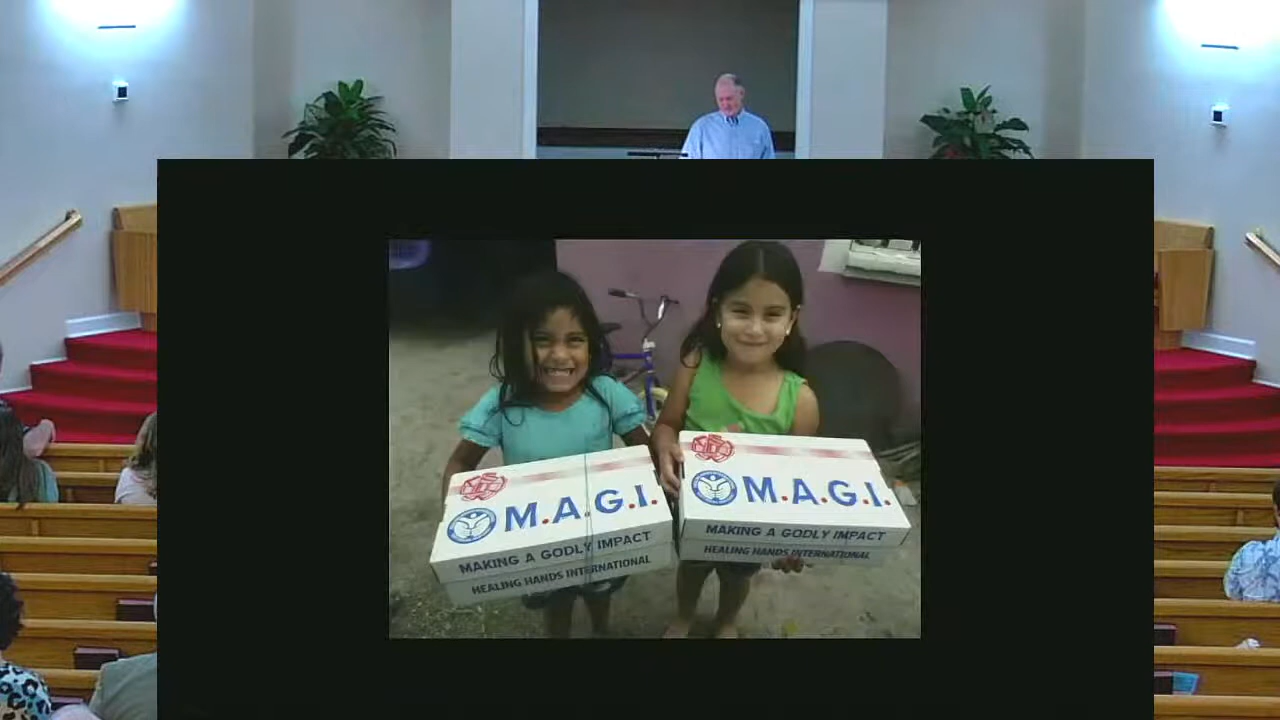 M.A.G.I.
MAKING A GODLY IMPACT
HEALING HANDS INTERNATIONAL
M.A.G.I.
MAKING A GODLY IMPACT
HEALING HANDS INTERNATIONAL